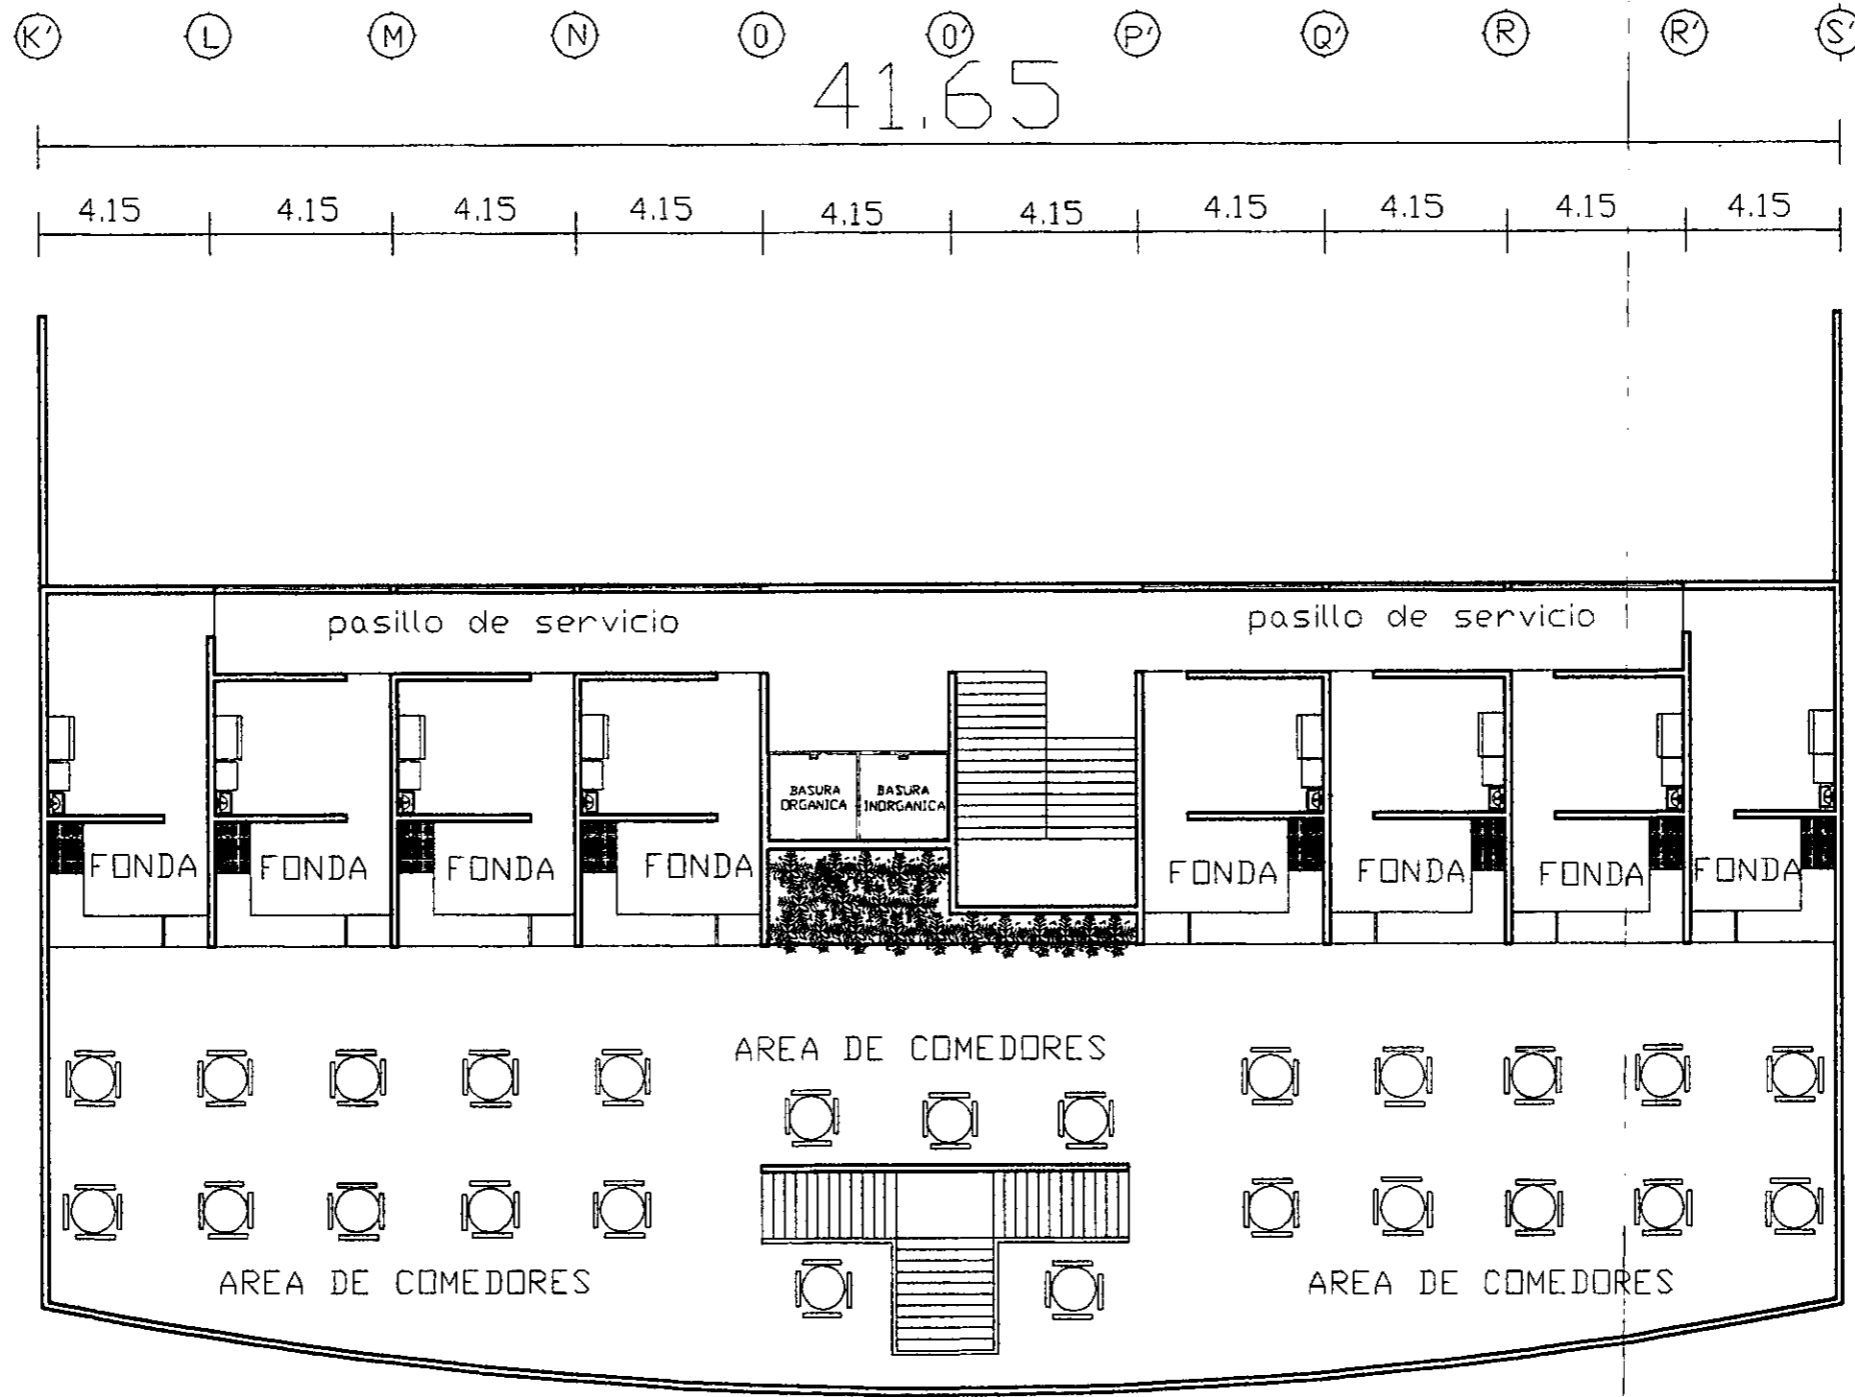 K' L M N O O' P' Q' R R' S'
41.65
4.15 4.15 4.15 4.15 4.15 4.15 4.15 4.15 4.15 4.15
pasillo de servicio pasillo de servicio
BASURA ORGANICA
BASURA INORGANICA
FONDA FONDA FONDA FONDA FONDA FONDA FONDA FONDA
AREA DE COMEDORES
AREA DE COMEDORES AREA DE COMEDORES